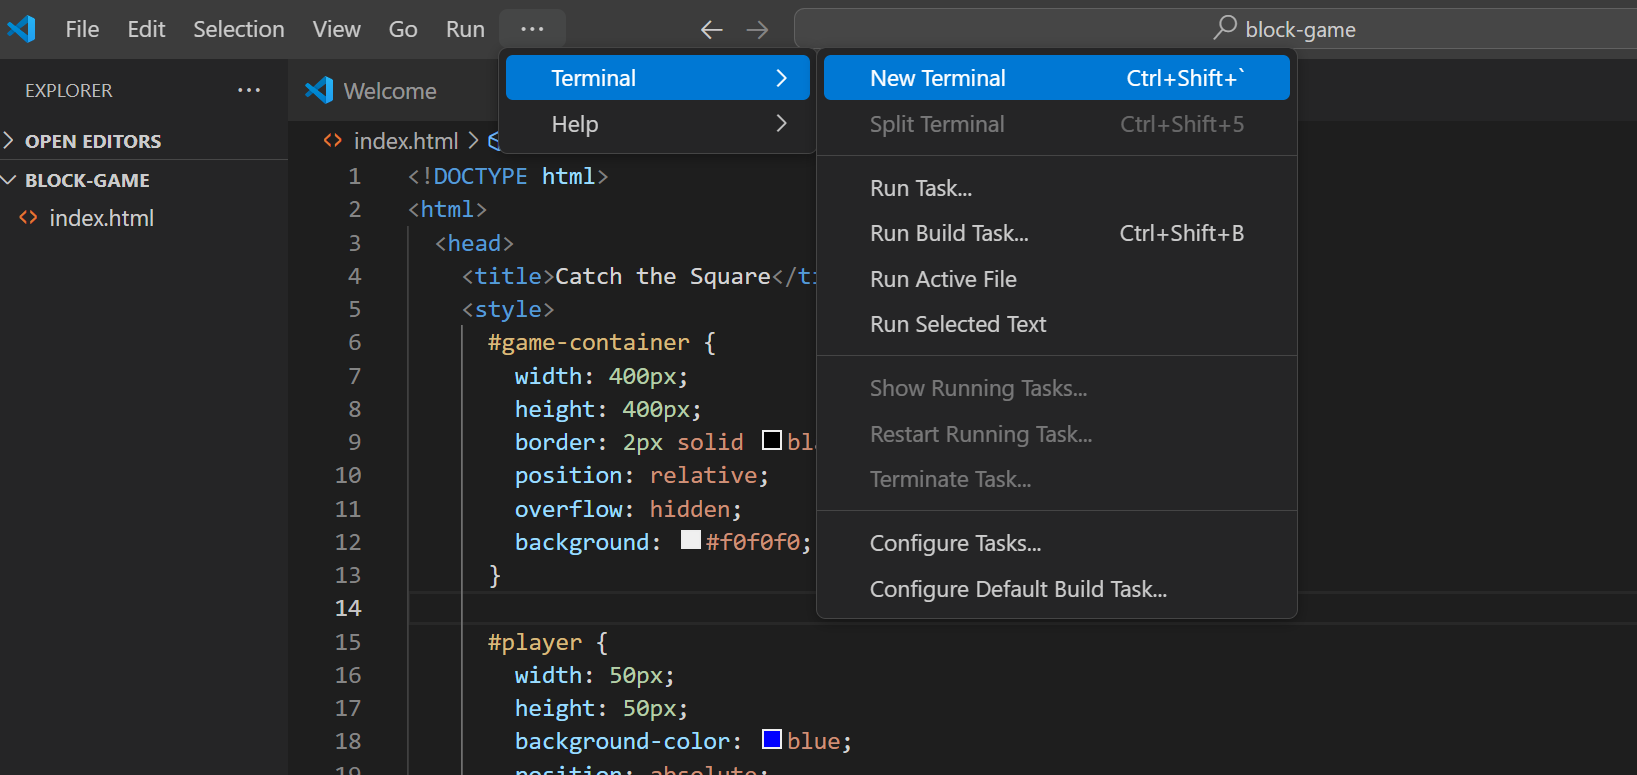 File Edit Selection View Go Run ... block-game
EXPLORER ...
OPEN EDITORS
BLOCK-GAME
index.html
Welcome
index.html
Terminal
Help
New Terminal Ctrl+Shift+`
Split Terminal Ctrl+Shift+5
Run Task...
Run Build Task... Ctrl+Shift+B
Run Active File
Run Selected Text
Show Running Tasks...
Restart Running Task...
Terminate Task...
Configure Tasks...
Configure Default Build Task...
1 <!DOCTYPE html>
2 <html>
3 <head>
4 <title>Catch the Square</ti
5 <style>
6 #game-container {
7 width: 400px;
8 height: 400px;
9 border: 2px solid bla
10 position: relative;
11 overflow: hidden;
12 background: #f0f0f0;
13 }
14
15 #player {
16 width: 50px;
17 height: 50px;
18 background-color: blue;
19 position: absolute;